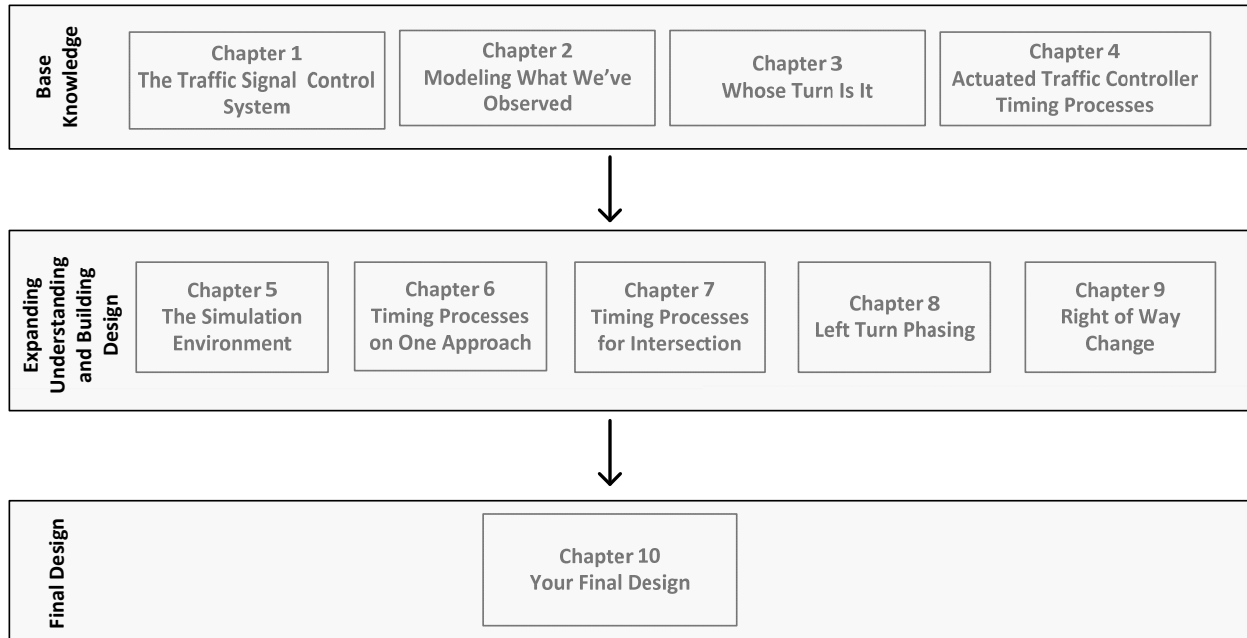 Base
Knowledge
Chapter 1
The Traffic Signal Control
System
Chapter 2
Modeling What We've
Observed
Chapter 3
Whose Turn Is It
Chapter 4
Actuated Traffic Controller
Timing Processes
Expanding
Understanding
and Building
Design
Chapter 5
The Simulation
Environment
Chapter 6
Timing Processes
on One Approach
Chapter 7
Timing Processes
for Intersection
Chapter 8
Left Turn Phasing
Chapter 9
Right of Way
Change
Final Design
Chapter 10
Your Final Design